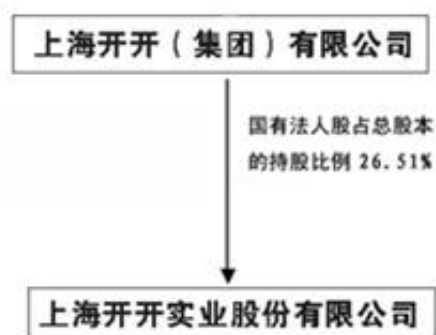 上海开开（集团）有限公司
国有法人股占总股本
的持股比例 26.51%
上海开开实业股份有限公司